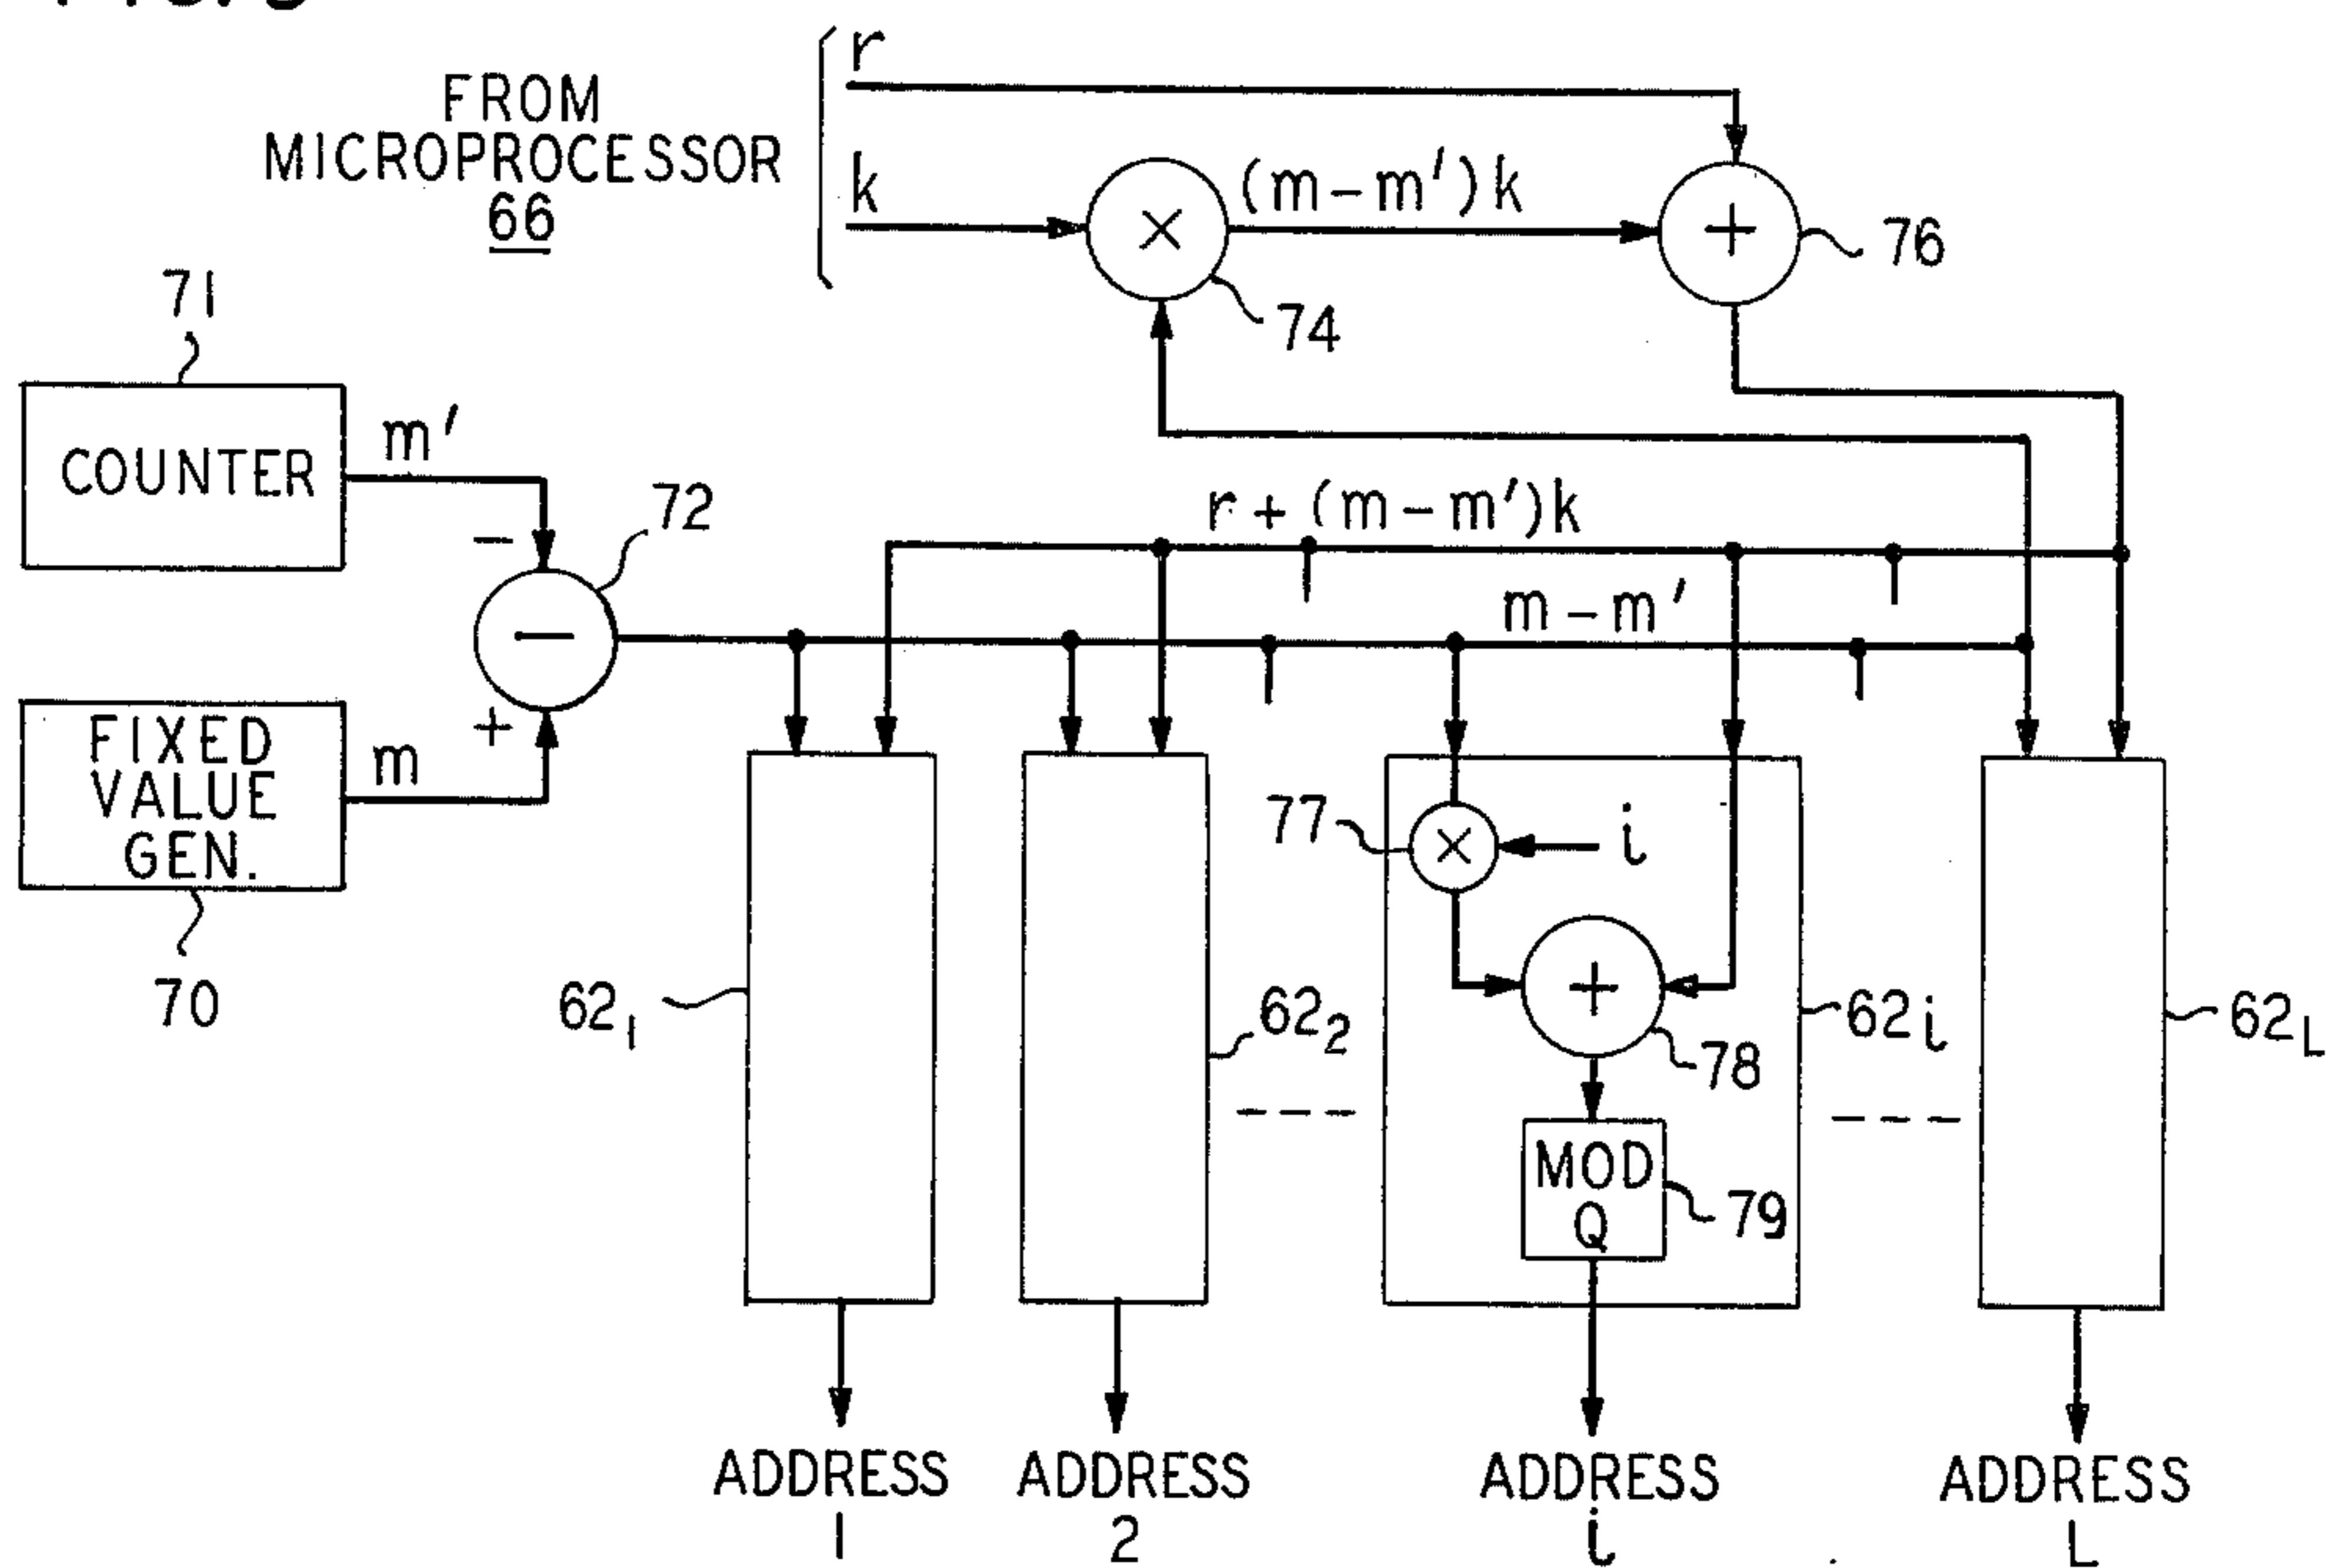 r
FROM
MICROPROCESSOR
66
k
(m-m')k
×
+
76
74
71
COUNTER
m'
72
r+(m-m')k
m-m'
−
—
+
FIXED
VALUE
GEN.
m
70
77
×
i
+
78
MOD
Q
79
62₁
62₂
62i
62L
---
---
ADDRESS
1
ADDRESS
2
ADDRESS
i
ADDRESS
L